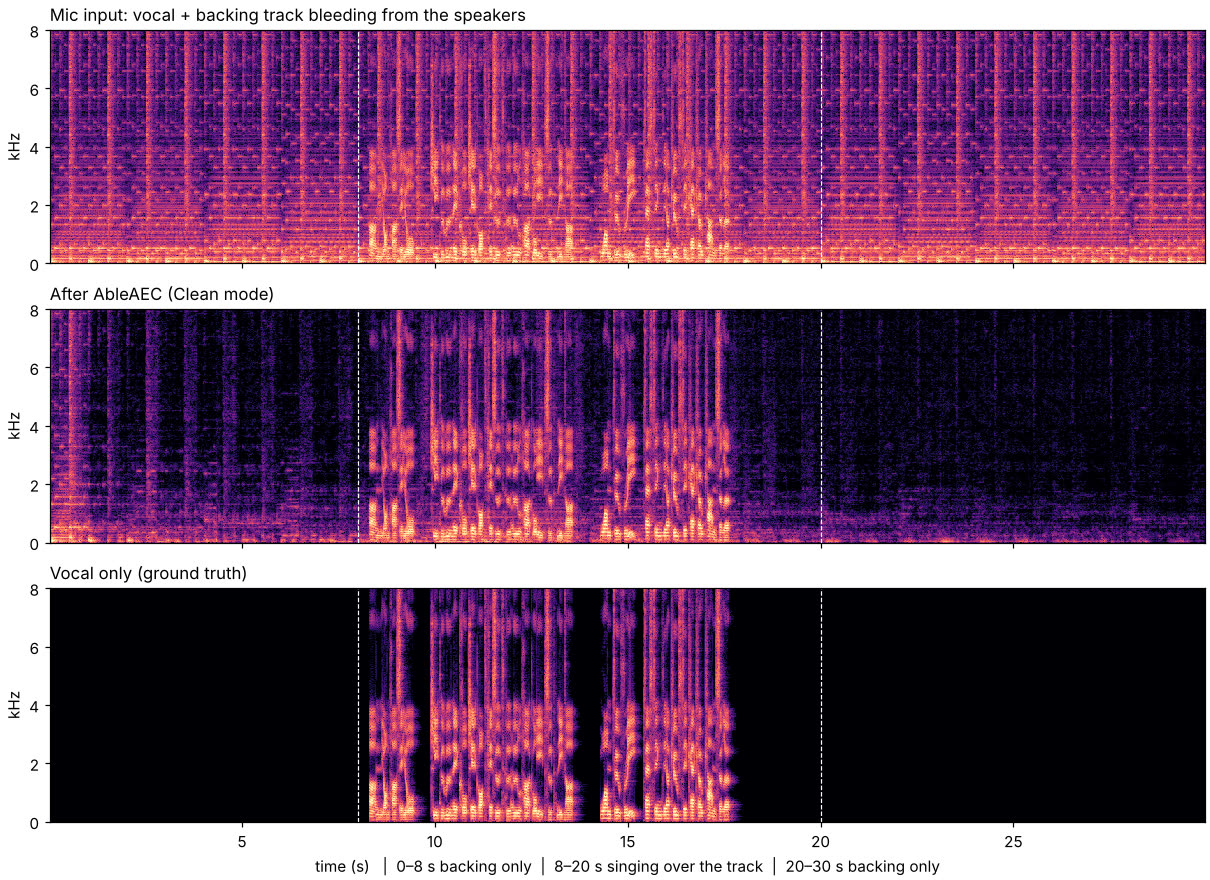 Mic input: vocal + backing track bleeding from the speakers
8
6
4
2
0
kHz
After AbleAEC (Clean mode)
8
6
4
2
0
kHz
Vocal only (ground truth)
8
6
4
2
0
kHz
5 10 15 20 25
time (s) | 0–8 s backing only | 8–20 s singing over the track | 20–30 s backing only